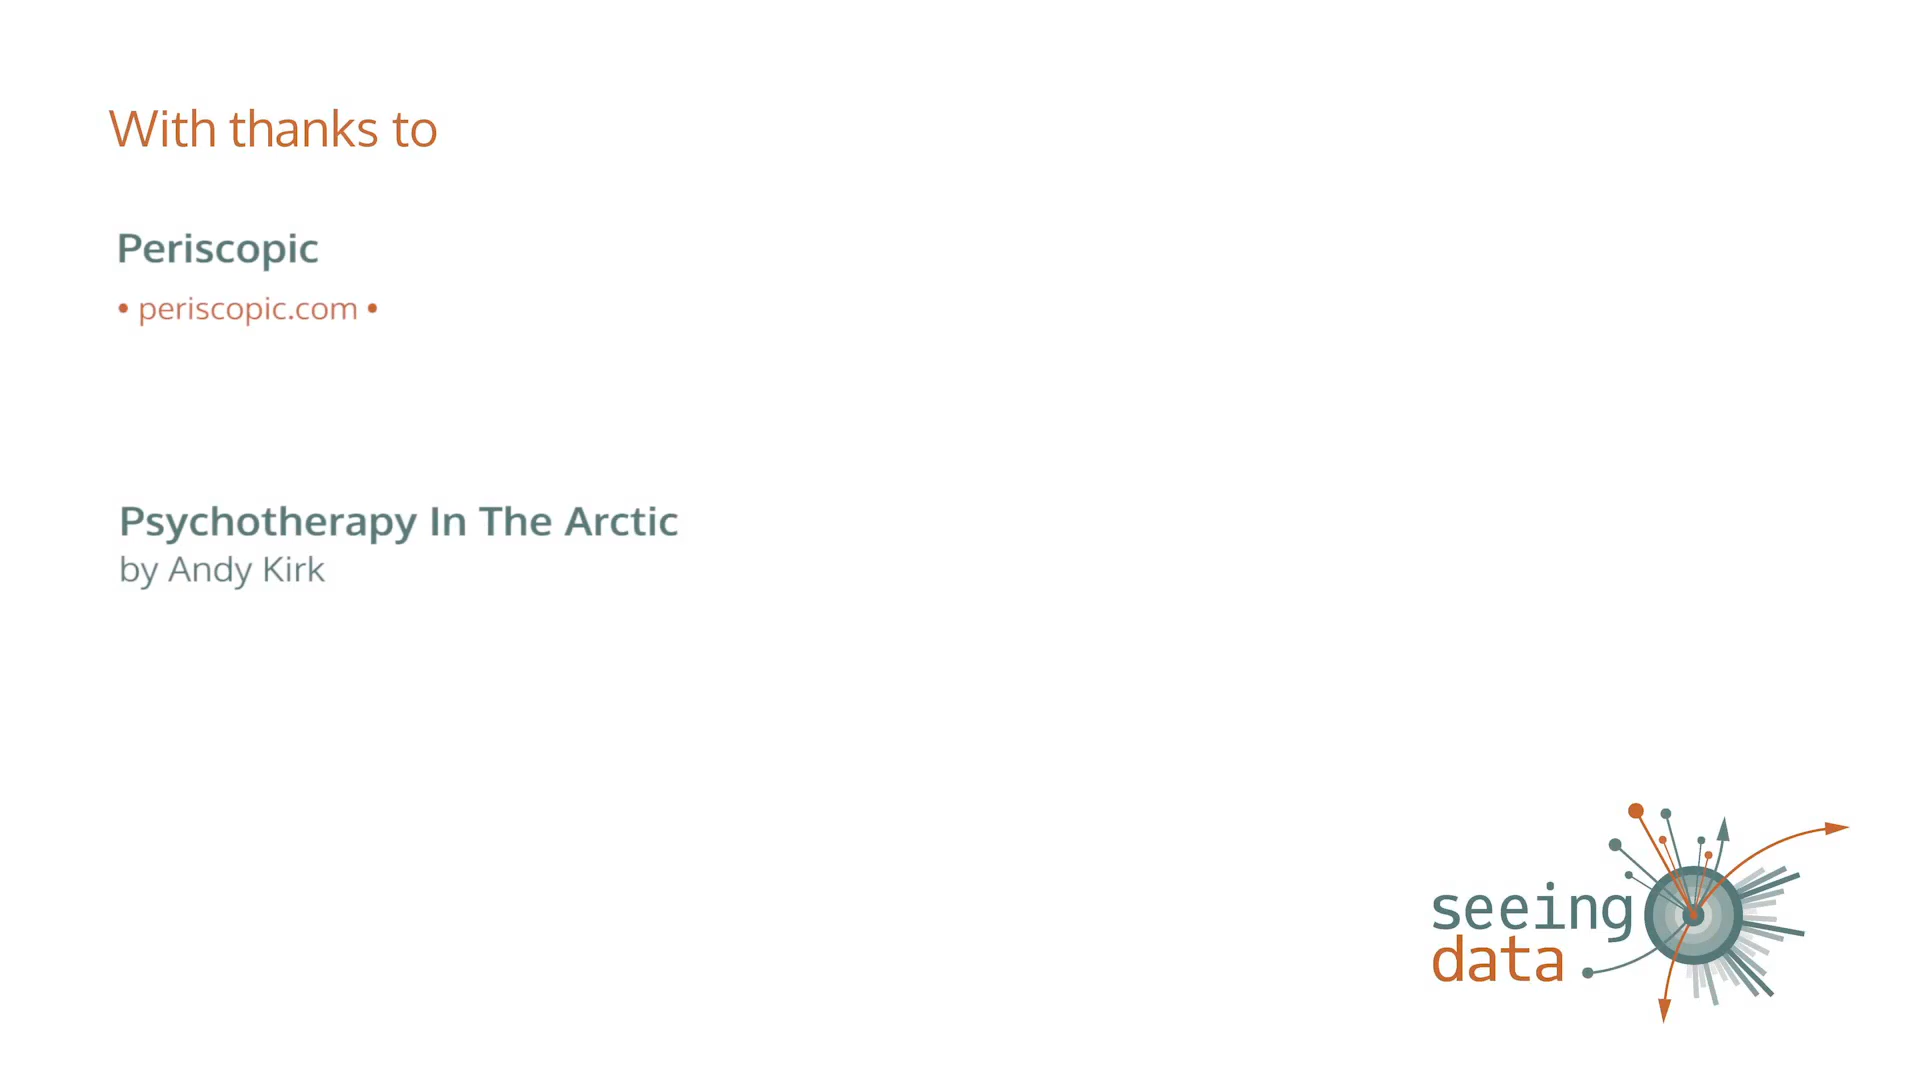 With thanks to
Periscopic
• periscopic.com •
Psychotherapy In The Arctic
by Andy Kirk
seeing
data